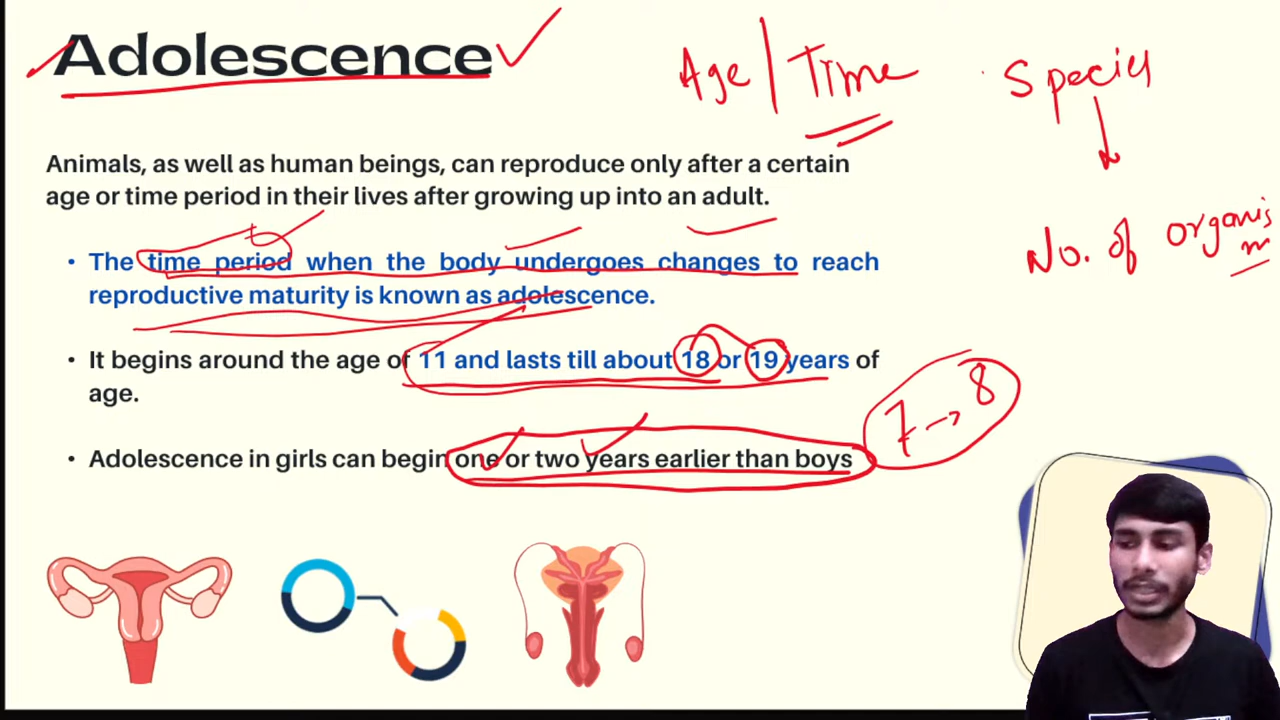 Adolescence
Age / Time
Species
No. of organism
Animals, as well as human beings, can reproduce only after a certain
age or time period in their lives after growing up into an adult.
• The time period when the body undergoes changes to reach
reproductive maturity is known as adolescence.
• It begins around the age of 11 and lasts till about 18 or 19 years of
age.
7 → 8
• Adolescence in girls can begin one or two years earlier than boys